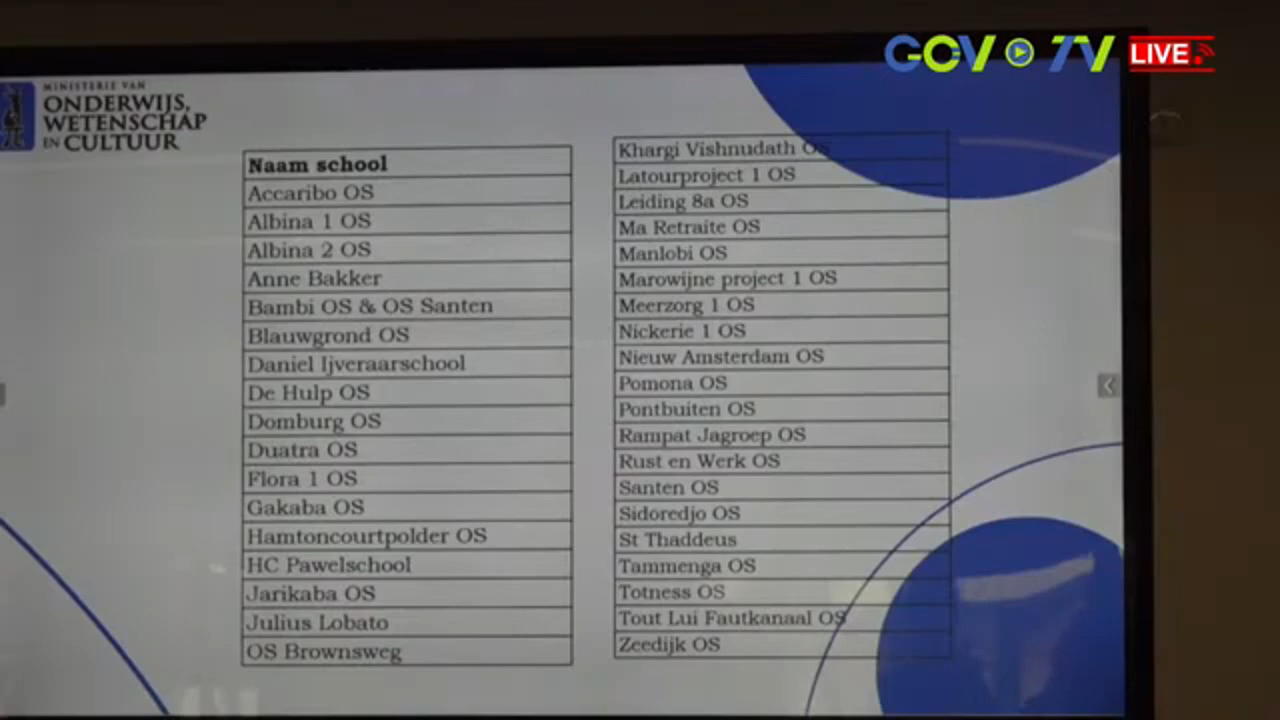 GOV TV LIVE
MINISTERIE VAN
ONDERWIJS,
WETENSCHAP
EN CULTUUR
Naam school
Accaribo OS
Albina 1 OS
Albina 2 OS
Anne Bakker
Bambi OS & OS Santen
Blauwgrond OS
Daniel Ijveraarschool
De Hulp OS
Domburg OS
Duatra OS
Flora 1 OS
Gakaba OS
Hamtoncourtpolder OS
HC Pawelschool
Jarikaba OS
Julius Lobato
OS Brownsweg
Khargi Vishnudath OS
Latourproject 1 OS
Leiding 8a OS
Ma Retraite OS
Manlobi OS
Marowijne project 1 OS
Meerzorg 1 OS
Nickerie 1 OS
Nieuw Amsterdam OS
Pomona OS
Pontbuiten OS
Rampat Jagroep OS
Rust en Werk OS
Santen OS
Sidoredjo OS
St Thaddeus
Tammenga OS
Totness OS
Tout Lui Fautkanaal OS
Zeedijk OS